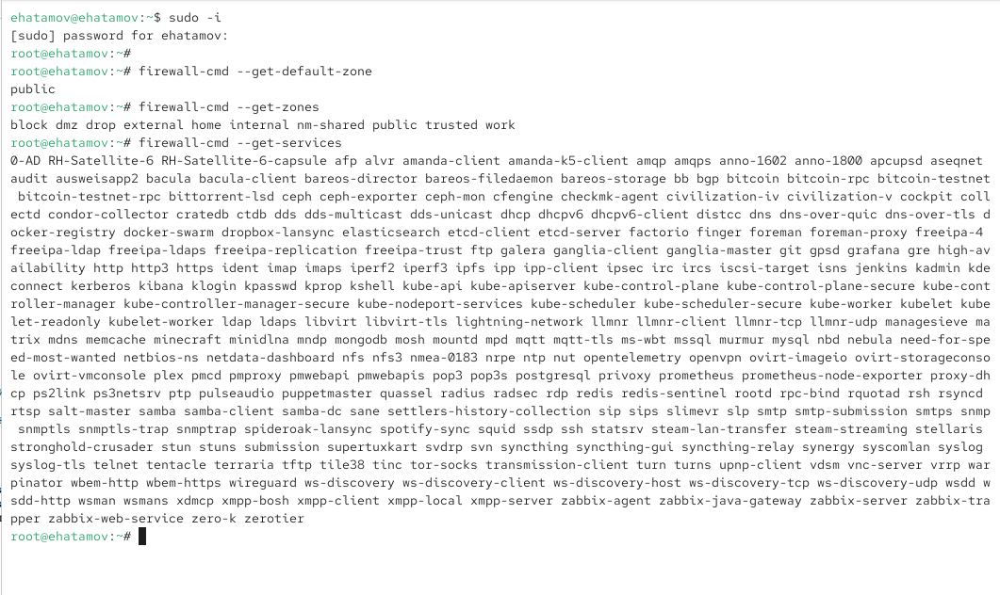 ehatamov@ehatamov:~$ sudo -i
[sudo] password for ehatamov:
root@ehatamov:~#
root@ehatamov:~# firewall-cmd --get-default-zone
public
root@ehatamov:~# firewall-cmd --get-zones
block dmz drop external home internal nm-shared public trusted work
root@ehatamov:~# firewall-cmd --get-services
0-AD RH-Satellite-6 RH-Satellite-6-capsule afp alvr amanda-client amanda-k5-client amqp amqps anno-1602 anno-1800 apcupsd aseqnet
audit ausweisapp2 bacula bacula-client bareos-director bareos-filedaemon bareos-storage bb bgp bitcoin bitcoin-rpc bitcoin-testnet
 bitcoin-testnet-rpc bittorrent-lsd ceph ceph-exporter ceph-mon cfengine checkmk-agent civilization-iv civilization-v cockpit coll
ectd condor-collector cratedb ctdb dds dds-multicast dds-unicast dhcp dhcpv6 dhcpv6-client distcc dns dns-over-quic dns-over-tls d
ocker-registry docker-swarm dropbox-lansync elasticsearch etcd-client etcd-server factorio finger foreman foreman-proxy freeipa-4
freeipa-ldap freeipa-ldaps freeipa-replication freeipa-trust ftp galera ganglia-client ganglia-master git gpsd grafana gre high-av
ailability http http3 https ident imap imaps iperf2 iperf3 ipfs ipp ipp-client ipsec irc ircs iscsi-target isns jenkins kadmin kde
connect kerberos kibana klogin kpasswd kprop kshell kube-api kube-apiserver kube-control-plane kube-control-plane-secure kube-cont
roller-manager kube-controller-manager-secure kube-nodeport-services kube-scheduler kube-scheduler-secure kube-worker kubelet kube
let-readonly kubelet-worker ldap ldaps libvirt libvirt-tls lightning-network llmnr llmnr-client llmnr-tcp llmnr-udp managesieve ma
trix mdns memcache minecraft minidlna mndp mongodb mosh mountd mpd mqtt mqtt-tls ms-wbt mssql murmur mysql nbd nebula need-for-spe
ed-most-wanted netbios-ns netdata-dashboard nfs nfs3 nmea-0183 nrpe ntp nut opentelemetry openvpn ovirt-imageio ovirt-storageconso
le ovirt-vmconsole plex pmcd pmproxy pmwebapi pmwebapis pop3 pop3s postgresql privoxy prometheus prometheus-node-exporter proxy-dh
cp ps2link ps3netsrv ptp pulseaudio puppetmaster quassel radius radsec rdp redis redis-sentinel rootd rpc-bind rquotad rsh rsyncd
rtsp salt-master samba samba-client samba-dc sane settlers-history-collection sip sips slimevr slp smtp smtp-submission smtps snmp
 snmptls snmptls-trap snmptrap spideroak-lansync spotify-sync squid ssdp ssh statsrv steam-lan-transfer steam-streaming stellaris
stronghold-crusader stun stuns submission supertuxkart svdrp svn syncthing syncthing-gui syncthing-relay synergy syscomlan syslog
syslog-tls telnet tentacle terraria tftp tile38 tinc tor-socks transmission-client turn turns upnp-client vdsm vnc-server vrrp war
pinator wbem-http wbem-https wireguard ws-discovery ws-discovery-client ws-discovery-host ws-discovery-tcp ws-discovery-udp wsdd w
sdd-http wsman wsmans xdmcp xmpp-bosh xmpp-client xmpp-local xmpp-server zabbix-agent zabbix-java-gateway zabbix-server zabbix-tra
pper zabbix-web-service zero-k zerotier
root@ehatamov:~#